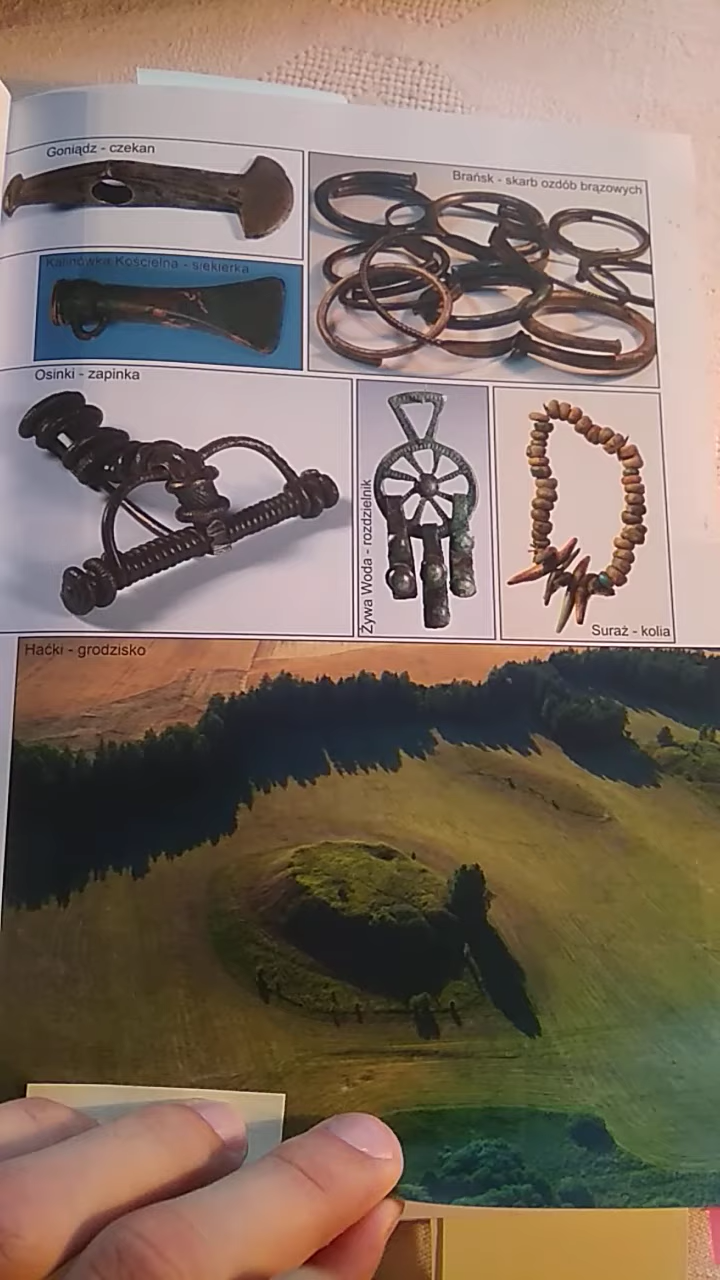 Goniądz - czekan
Brańsk - skarb ozdób brązowych
Kalinówka Kościelna - siekierka
Osinki - zapinka
Żywa Woda - rozdzielnik
Suraż - kolia
Haćki - grodzisko